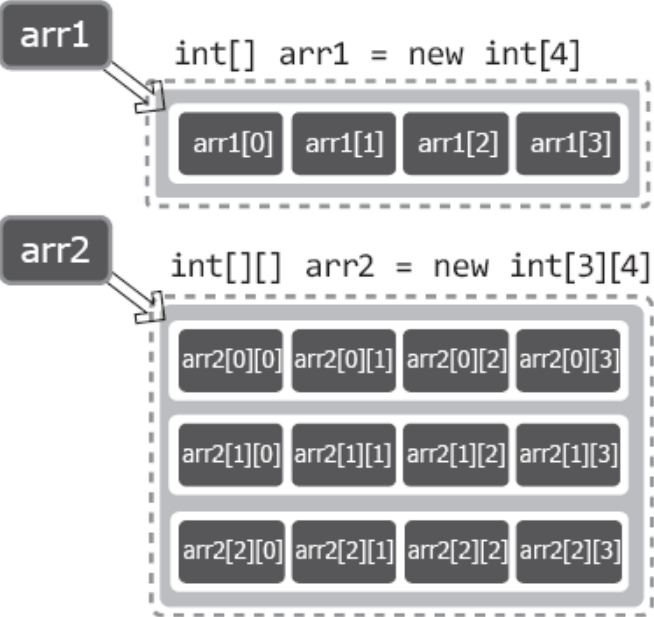 arr1
int[] arr1 = new int[4]
arr1[0] arr1[1] arr1[2] arr1[3]
arr2
int[][] arr2 = new int[3][4]
arr2[0][0] arr2[0][1] arr2[0][2] arr2[0][3]
arr2[1][0] arr2[1][1] arr2[1][2] arr2[1][3]
arr2[2][0] arr2[2][1] arr2[2][2] arr2[2][3]